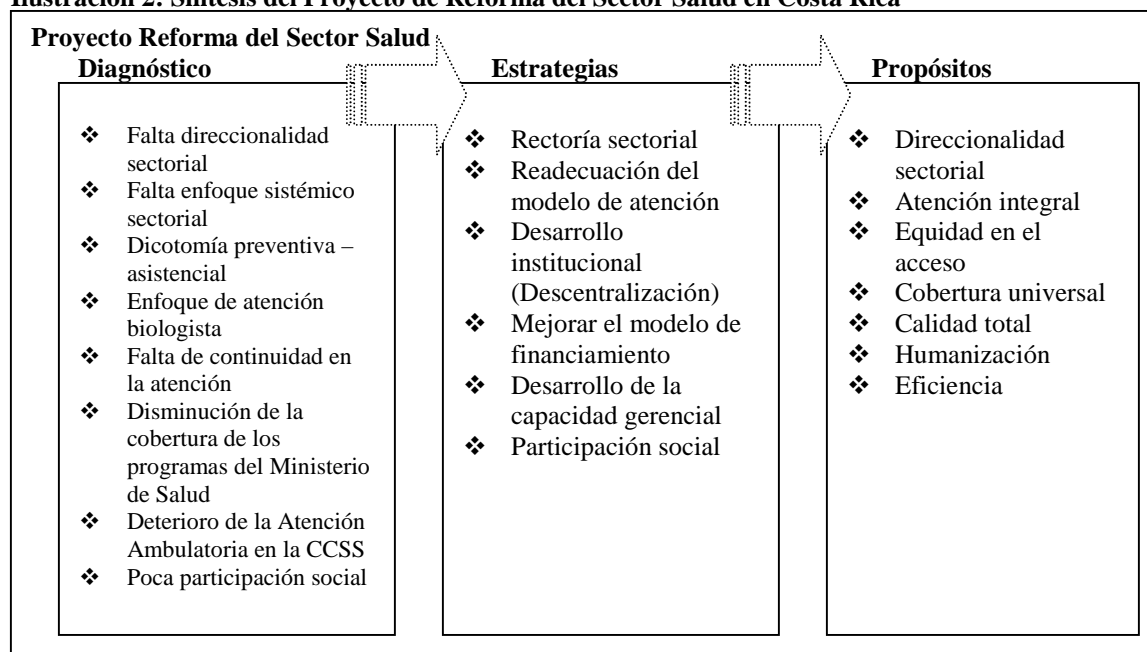 Ilustración 2: Síntesis del Proyecto de Reforma del Sector Salud en Costa Rica
Proyecto Reforma del Sector Salud
Diagnóstico
❖ Falta direccionalidad
sectorial
❖ Falta enfoque sistémico
sectorial
❖ Dicotomía preventiva –
asistencial
❖ Enfoque de atención
biologista
❖ Falta de continuidad en
la atención
❖ Disminución de la
cobertura de los
programas del Ministerio
de Salud
❖ Deterioro de la Atención
Ambulatoria en la CCSS
❖ Poca participación social
Estrategias
❖ Rectoría sectorial
❖ Readecuación del
modelo de atención
❖ Desarrollo
institucional
(Descentralización)
❖ Mejorar el modelo de
financiamiento
❖ Desarrollo de la
capacidad gerencial
❖ Participación social
Propósitos
❖ Direccionalidad
sectorial
❖ Atención integral
❖ Equidad en el
acceso
❖ Cobertura universal
❖ Calidad total
❖ Humanización
❖ Eficiencia